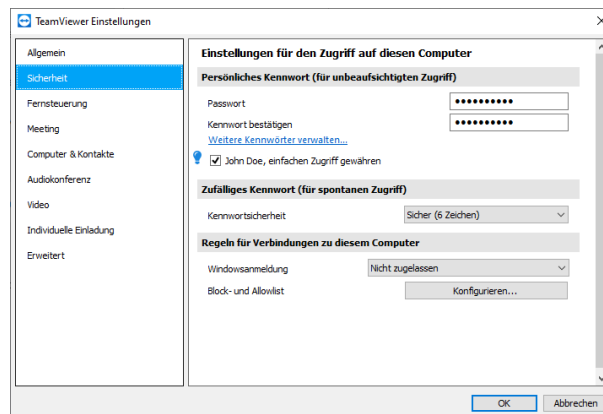 TeamViewer Einstellungen
Allgemein
Sicherheit
Fernsteuerung
Meeting
Computer & Kontakte
Audiokonferenz
Video
Individuelle Einladung
Erweitert
Einstellungen für den Zugriff auf diesen Computer
Persönliches Kennwort (für unbeaufsichtigten Zugriff)
Passwort ••••••••••
Kennwort bestätigen ••••••••••
Weitere Kennwörter verwalten...
John Doe, einfachen Zugriff gewähren
Zufälliges Kennwort (für spontanen Zugriff)
Kennwortsicherheit Sicher (6 Zeichen)
Regeln für Verbindungen zu diesem Computer
Windowsanmeldung Nicht zugelassen
Block- und Allowlist Konfigurieren...
OK Abbrechen